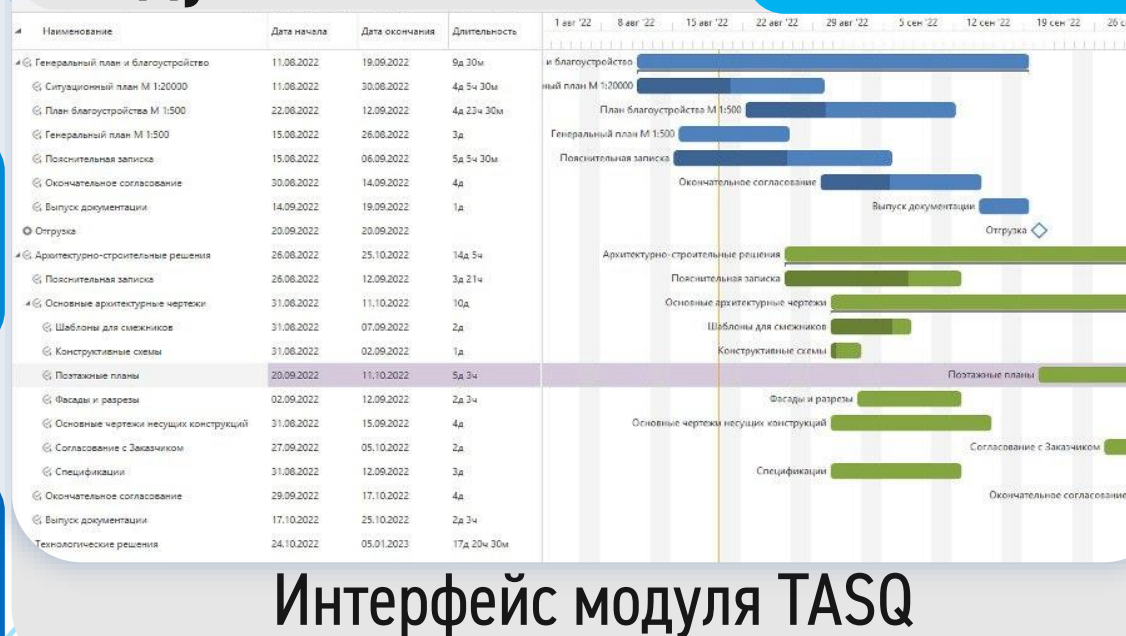 Наименование Дата начала Дата окончания Длительность 1 авг '22 8 авг '22 15 авг '22 22 авг '22 29 авг '22 5 сен '22 12 сен '22 19 сен '22 26
Генеральный план и благоустройство 11.08.2022 19.09.2022 9д 30м и благоустройство
Ситуационный план М 1:20000 11.08.2022 30.08.2022 4д 5ч 30м ный план М 1:20000
План благоустройства М 1:500 22.08.2022 12.09.2022 4д 23ч 30м План благоустройства М 1:500
Генеральный план М 1:500 15.08.2022 26.08.2022 3д Генеральный план М 1:500
Пояснительная записка 15.08.2022 06.09.2022 5д 5ч 30м Пояснительная записка
Окончательное согласование 30.08.2022 14.09.2022 4д Окончательное согласование
Выпуск документации 14.09.2022 19.09.2022 1д Выпуск документации
Отгрузка 20.09.2022 20.09.2022 Отгрузка
Архитектурно-строительные решения 26.08.2022 25.10.2022 14д 5ч Архитектурно-строительные решения
Пояснительная записка 26.08.2022 12.09.2022 3д 21ч Пояснительная записка
Основные архитектурные чертежи 31.08.2022 11.10.2022 10д Основные архитектурные чертежи
Шаблоны для смежников 31.08.2022 07.09.2022 2д Шаблоны для смежников
Конструктивные схемы 31.08.2022 02.09.2022 1д Конструктивные схемы
Поэтажные планы 20.09.2022 11.10.2022 5д 3ч Поэтажные планы
Фасады и разрезы 02.09.2022 12.09.2022 2д 3ч Фасады и разрезы
Основные чертежи несущих конструкций 31.08.2022 15.09.2022 4д Основные чертежи несущих конструкций
Согласование с Заказчиком 27.09.2022 05.10.2022 2д Согласование с Заказчиком
Спецификации 31.08.2022 12.09.2022 3д Спецификации
Окончательное согласование 29.09.2022 17.10.2022 4д Окончательное согласование
Выпуск документации 17.10.2022 25.10.2022 2д 3ч
Технологические решения 24.10.2022 05.01.2023 17д 20ч 30м
Интерфейс модуля TASQ